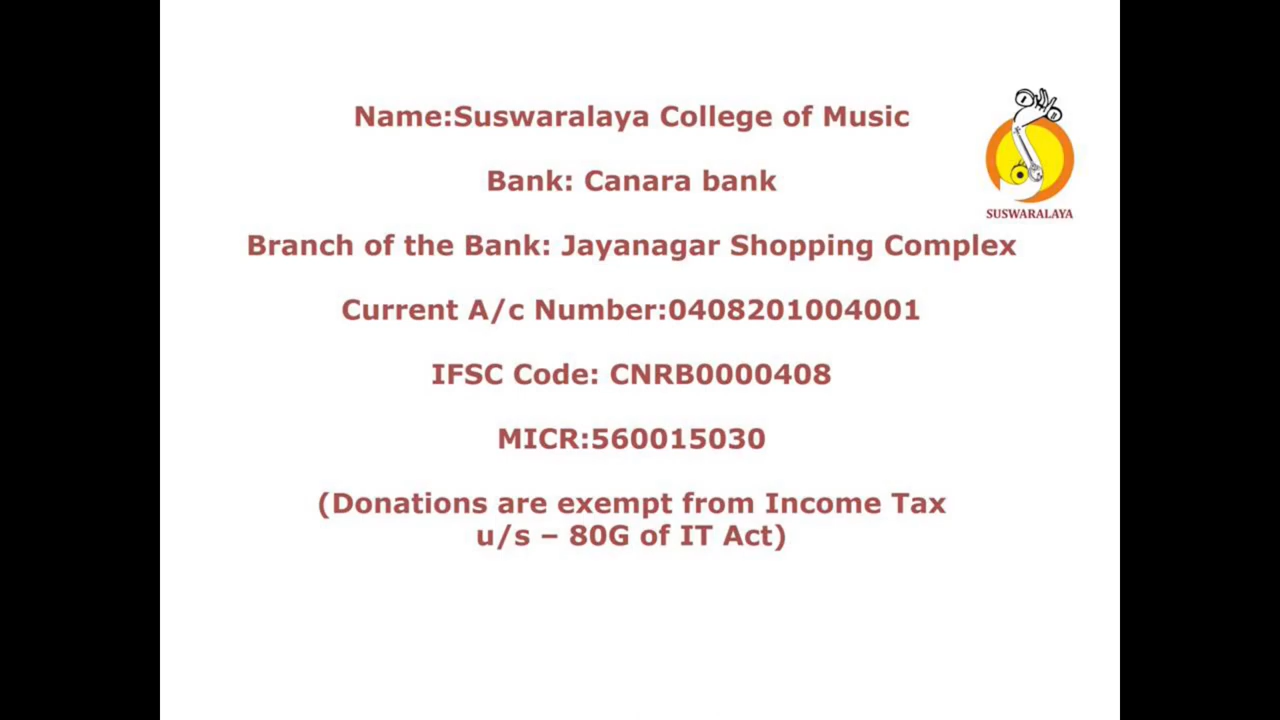 Name:Suswaralaya College of Music
Bank: Canara bank
SUSWARALAYA
Branch of the Bank: Jayanagar Shopping Complex
Current A/c Number:0408201004001
IFSC Code: CNRB0000408
MICR:560015030
(Donations are exempt from Income Tax
u/s – 80G of IT Act)